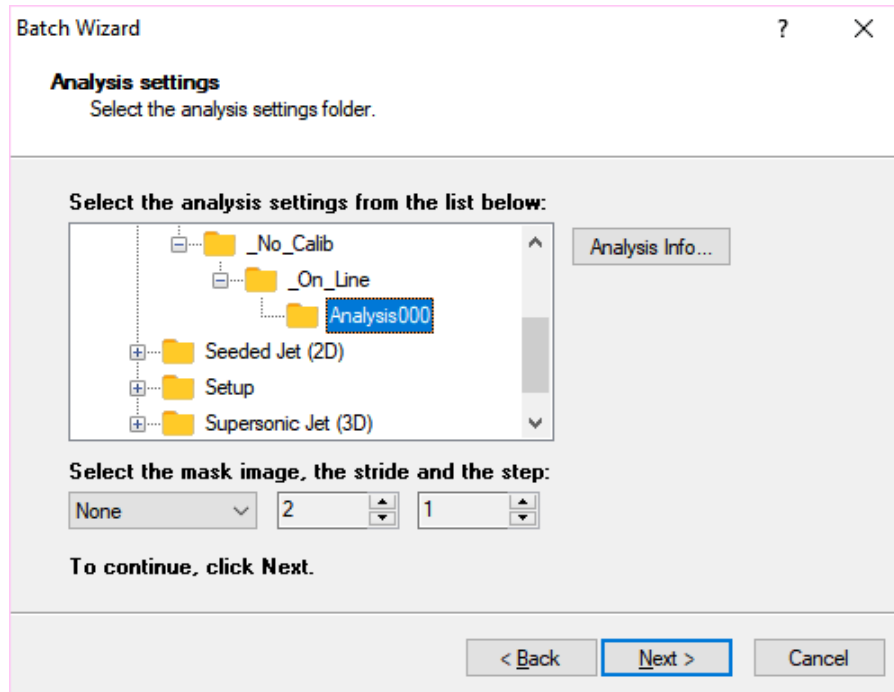 Batch Wizard
?
Analysis settings
Select the analysis settings folder.
Select the analysis settings from the list below:
_No_Calib
Analysis Info...
_On_Line
Analysis000
Seeded Jet (2D)
Setup
Supersonic Jet (3D)
Select the mask image, the stride and the step:
None 2 1
To continue, click Next.
< Back Next > Cancel